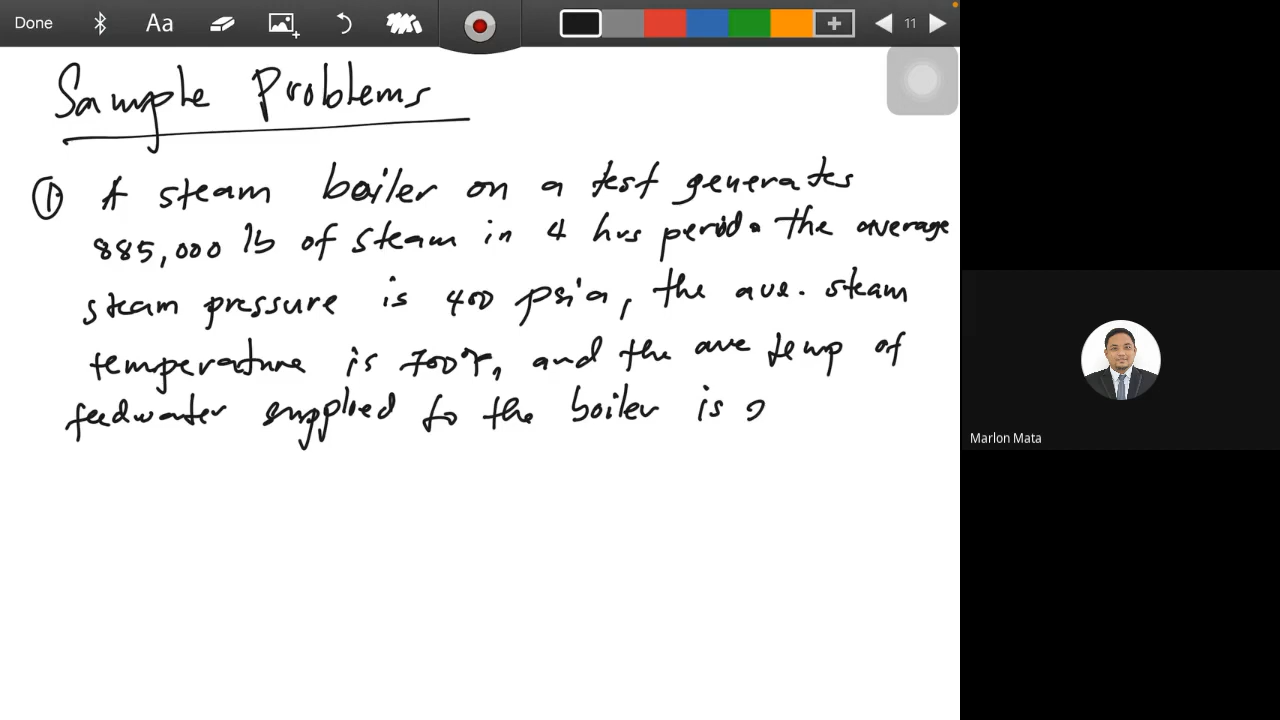 Done
Aa
11
Sample Problems
① A steam boiler on a test generates
885,000 lb of steam in 4 hrs period. The average
steam pressure is 400 psia, the ave. steam
temperature is 700°F, and the ave temp of
feedwater supplied to the boiler is
Marlon Mata